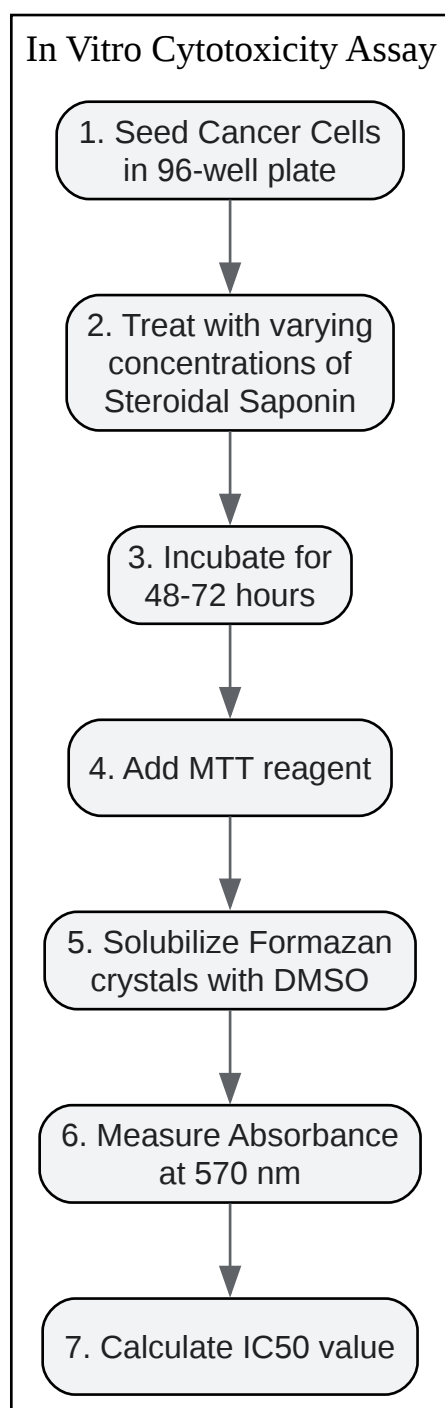 In Vitro Cytotoxicity Assay
1. Seed Cancer Cells
in 96-well plate
2. Treat with varying
concentrations of
Steroidal Saponin
3. Incubate for
48-72 hours
4. Add MTT reagent
5. Solubilize Formazan
crystals with DMSO
6. Measure Absorbance
at 570 nm
7. Calculate IC50 value